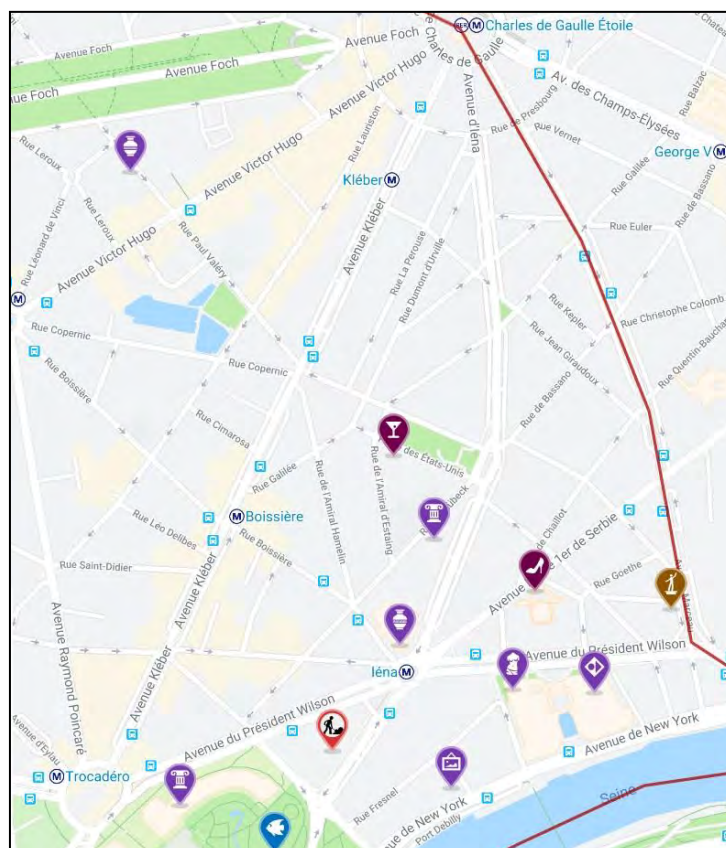 Avenue Foch
Charles de Gaulle Étoile
Charles de Gaulle
Avenue Foch
Avenue Victor Hugo
Avenue Foch
Av. des Champs-Élysées
Avenue d'Iéna
Rue de Presbourg
Rue Balzac
Rue Lauriston
Rue Vernet
George V
Rue Leroux
Avenue Victor Hugo
Kléber
Rue Galilée
Rue de Bassano
Rue Leroux
Rue Léonard de Vinci
Avenue Kléber
Rue Euler
Avenue Victor Hugo
Rue Paul Valéry
Rue La Perouse
Rue Dumont d'Urville
Rue Kepler
Rue Christophe Colomb
Rue Copernic
Rue Jean Giraudoux
Rue Copernic
Rue Boissière
Rue de Bassano
Rue Cimarosa
des États-Unis
Rue Galilée
Rue de l'Amiral Hamelin
Rue de l'Amiral d'Estaing
Boissière
Rue Léo Delibes
Rue Boissière
de Chaillot
1er de Serbie
Rue Saint-Didier
Avenue Kléber
Rue Goethe
Avenue
Marceau
Avenue Raymond Poincaré
Avenue du Président Wilson
Iéna
Avenue Kléber
Avenue du Président Wilson
Avenue de New York
Trocadéro
Rue Fresnel
Seine
Port Debilly